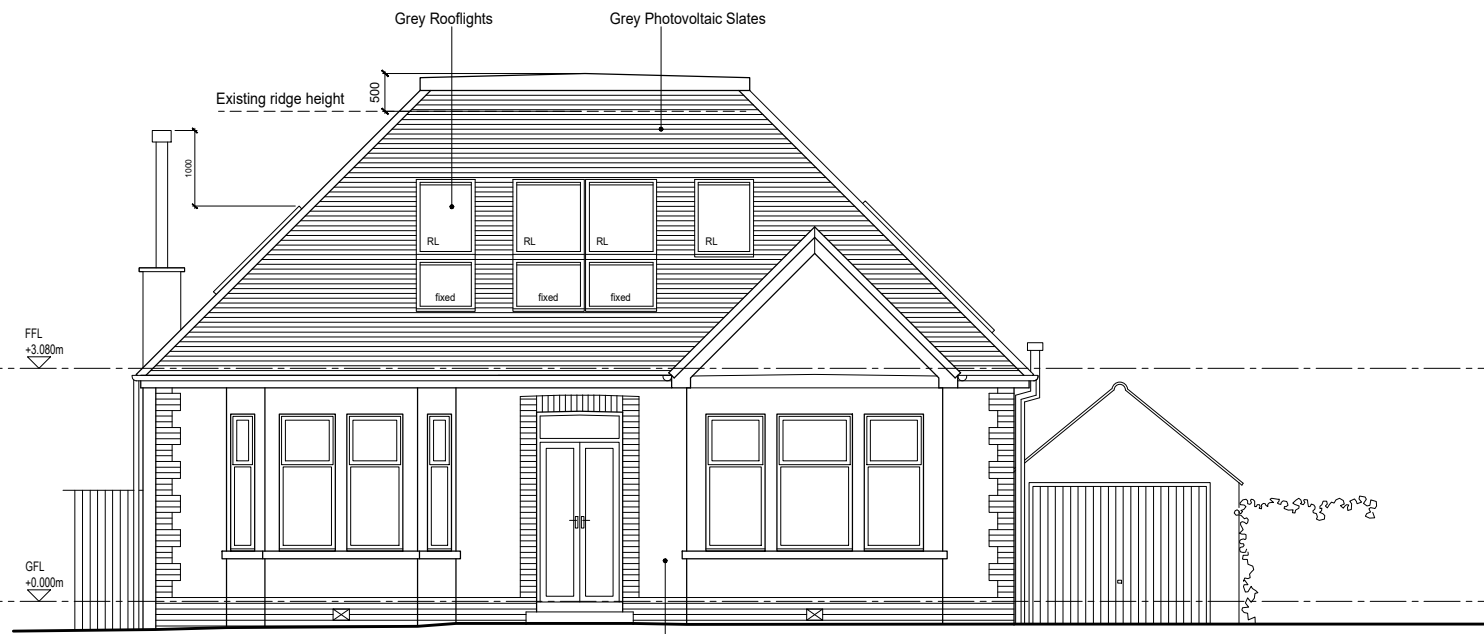 Grey Rooflights
Grey Photovoltaic Slates
500
Existing ridge height
1000
RL
RL
RL
RL
fixed
fixed
fixed
FFL
+3.080m
GFL
+0.000m